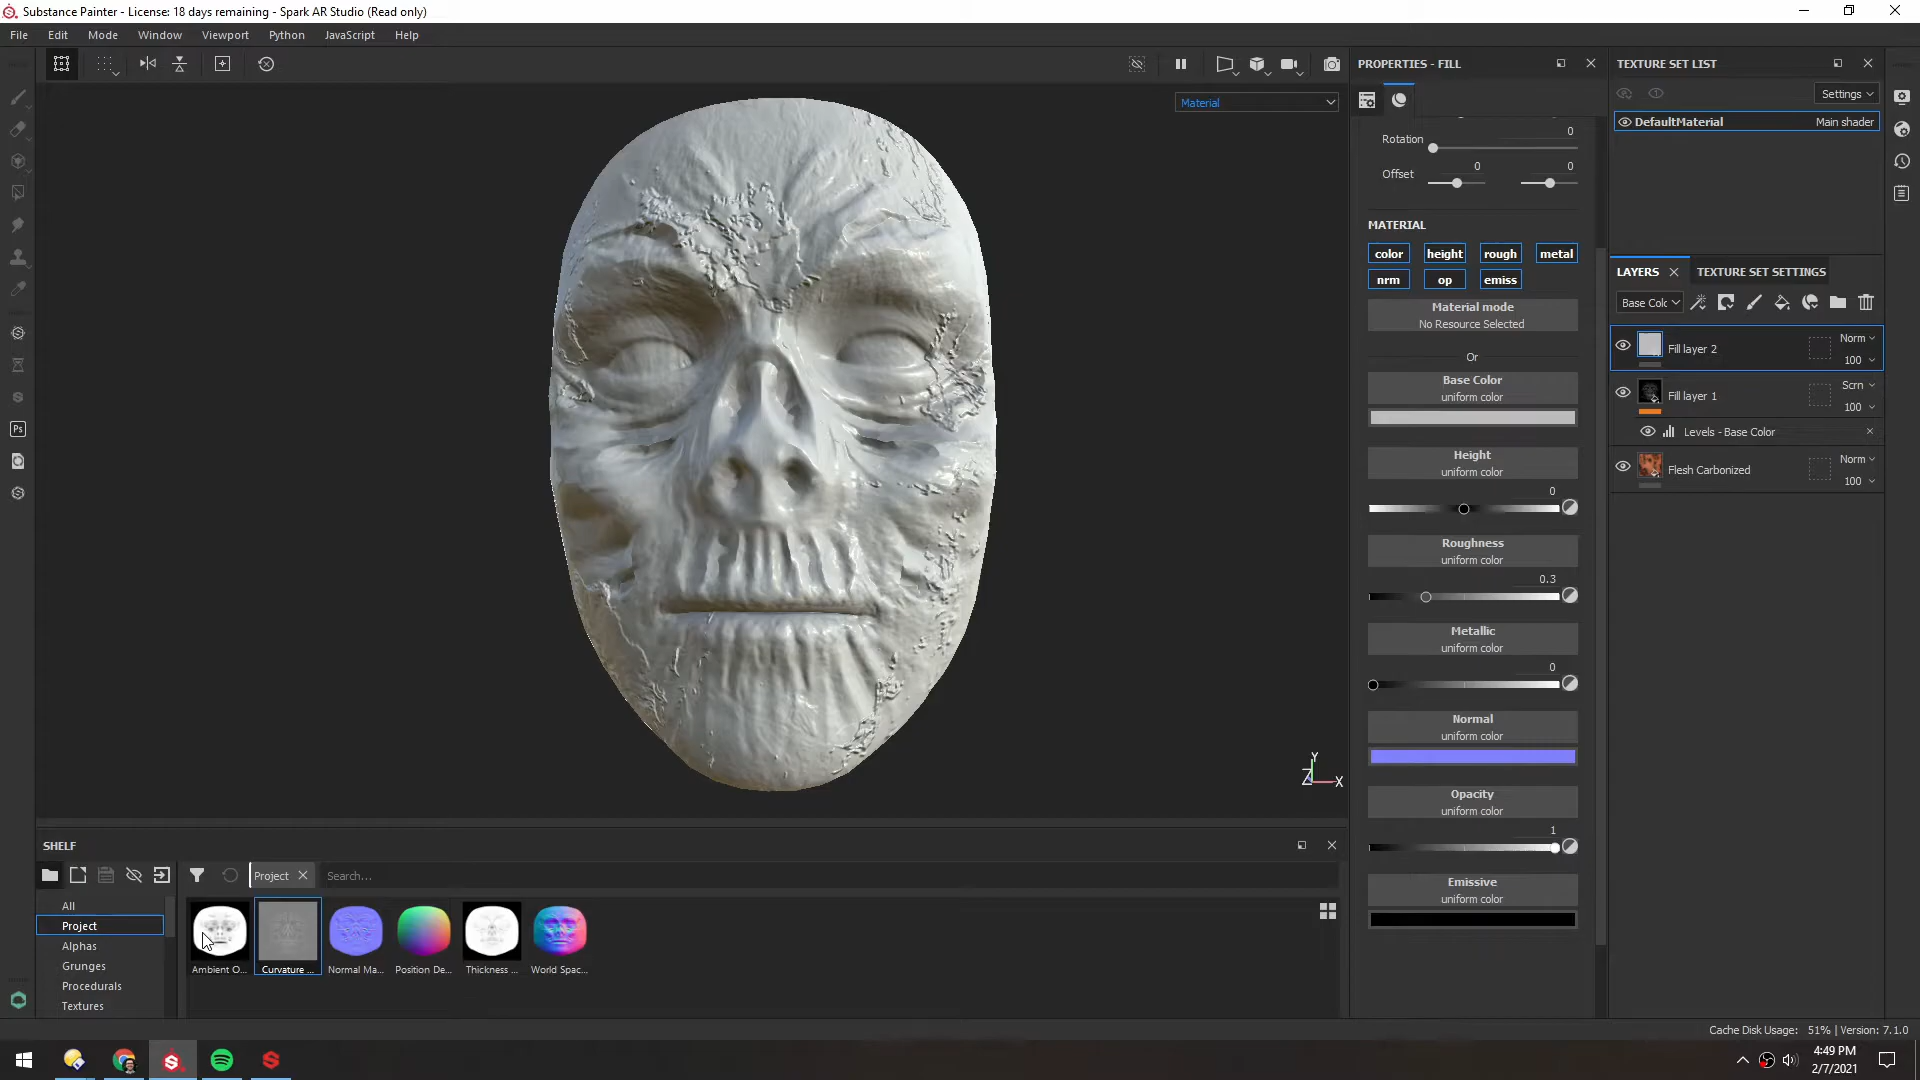 Substance Painter - License: 18 days remaining - Spark AR Studio (Read only)
File Edit Mode Window Viewport Python JavaScript Help
Material
PROPERTIES - FILL
Rotation 0
Offset 0 0
MATERIAL
color height rough metal
nrm op emiss
Material mode
No Resource Selected
Or
Base Color
uniform color
Height
uniform color
0
Roughness
uniform color
0.3
Metallic
uniform color
0
Normal
uniform color
Opacity
uniform color
1
Emissive
uniform color
TEXTURE SET LIST
Settings
DefaultMaterial Main shader
LAYERS TEXTURE SET SETTINGS
Base Colc
Fill layer 2 Norm 100
Fill layer 1 Scrn 100
Levels - Base Color
Flesh Carbonized Norm 100
Y
Z X
SHELF
Project Search...
All
Project
Alphas
Grunges
Procedurals
Textures
Ambient O... Curvature ... Normal Ma... Position De... Thickness ... World Spac...
Cache Disk Usage: 51% | Version: 7.1.0
Ps
4:49 PM
2/7/2021